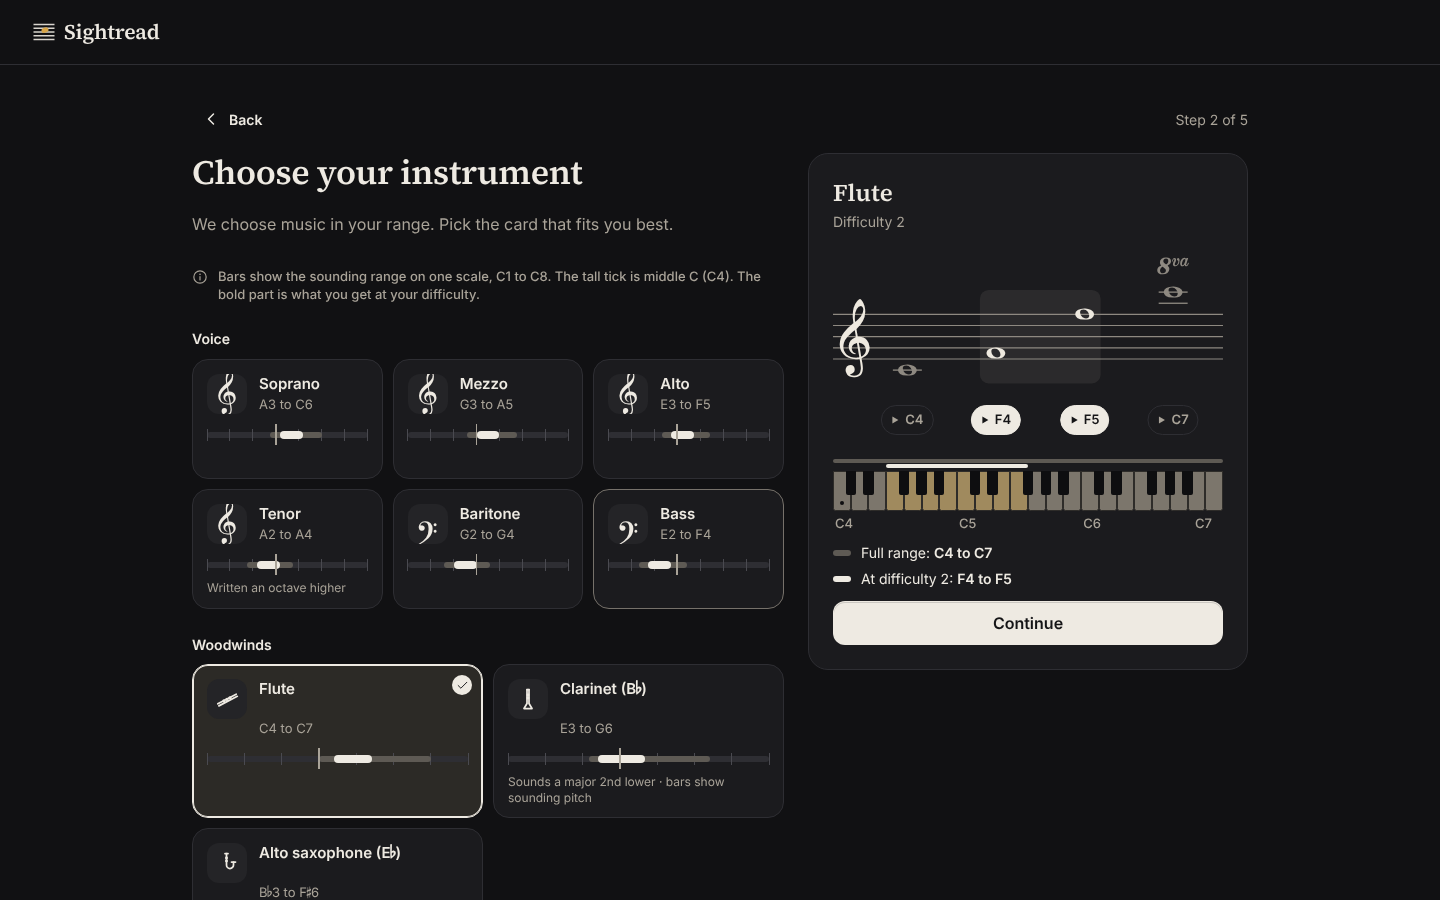 Sightread
Back
Step 2 of 5
Choose your instrument
We choose music in your range. Pick the card that fits you best.
Bars show the sounding range on one scale, C1 to C8. The tall tick is middle C (C4). The
bold part is what you get at your difficulty.
Voice
Soprano
A3 to C6
Mezzo
G3 to A5
Alto
E3 to F5
Tenor
A2 to A4
Written an octave higher
Baritone
G2 to G4
Bass
E2 to F4
Woodwinds
Flute
C4 to C7
Clarinet (B♭)
E3 to G6
Sounds a major 2nd lower · bars show
sounding pitch
Alto saxophone (E♭)
B♭3 to F♯6
Flute
Difficulty 2
8va
C4
F4
F5
C7
C4
C5
C6
C7
Full range: C4 to C7
At difficulty 2: F4 to F5
Continue